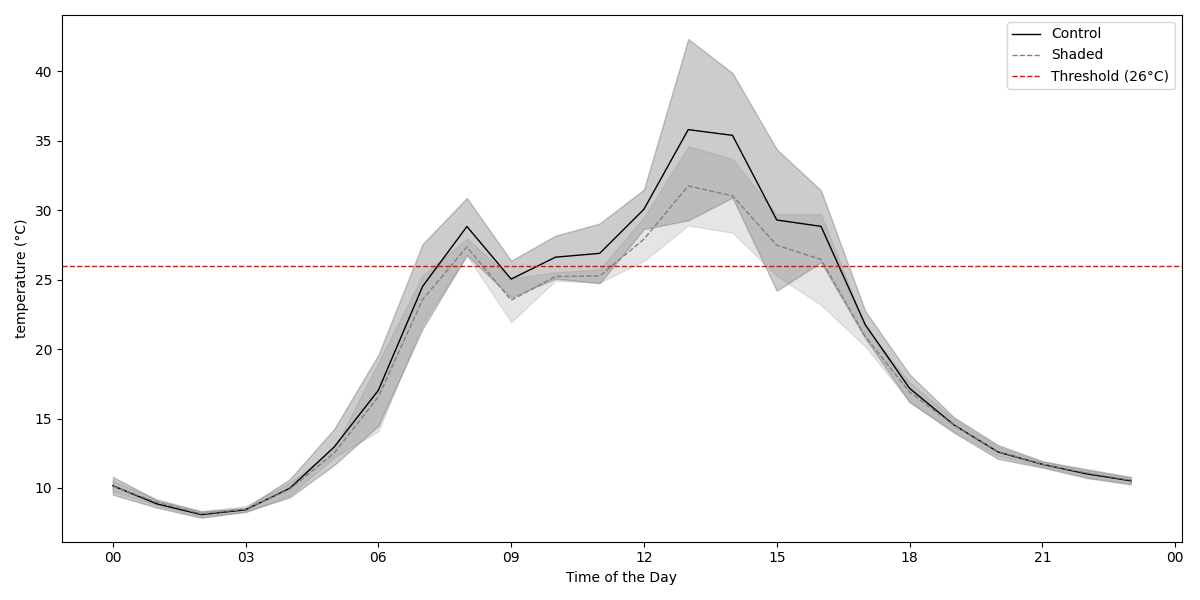 Control
Shaded
Threshold (26°C)
temperature (°C)
40
35
30
25
20
15
10
00 03 06 09 12 15 18 21 00
Time of the Day